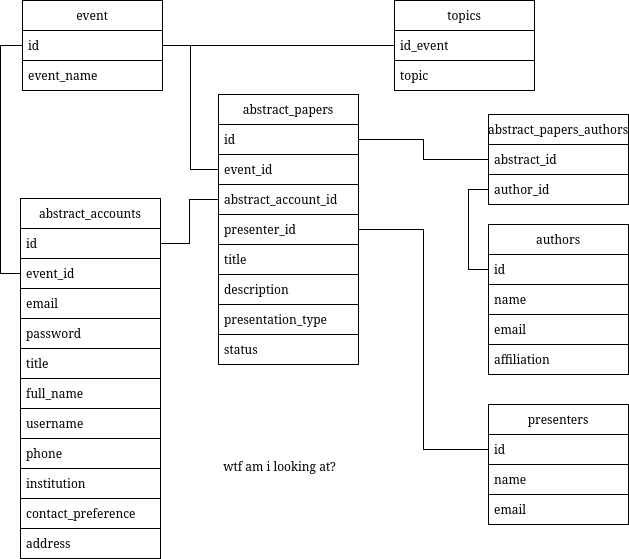 event
id
event_name
topics
id_event
topic
abstract_papers
id
event_id
abstract_account_id
presenter_id
title
description
presentation_type
status
abstract_papers_authors
abstract_id
author_id
abstract_accounts
id
event_id
email
password
title
full_name
username
phone
institution
contact_preference
address
authors
id
name
email
affiliation
presenters
id
name
email
wtf am i looking at?